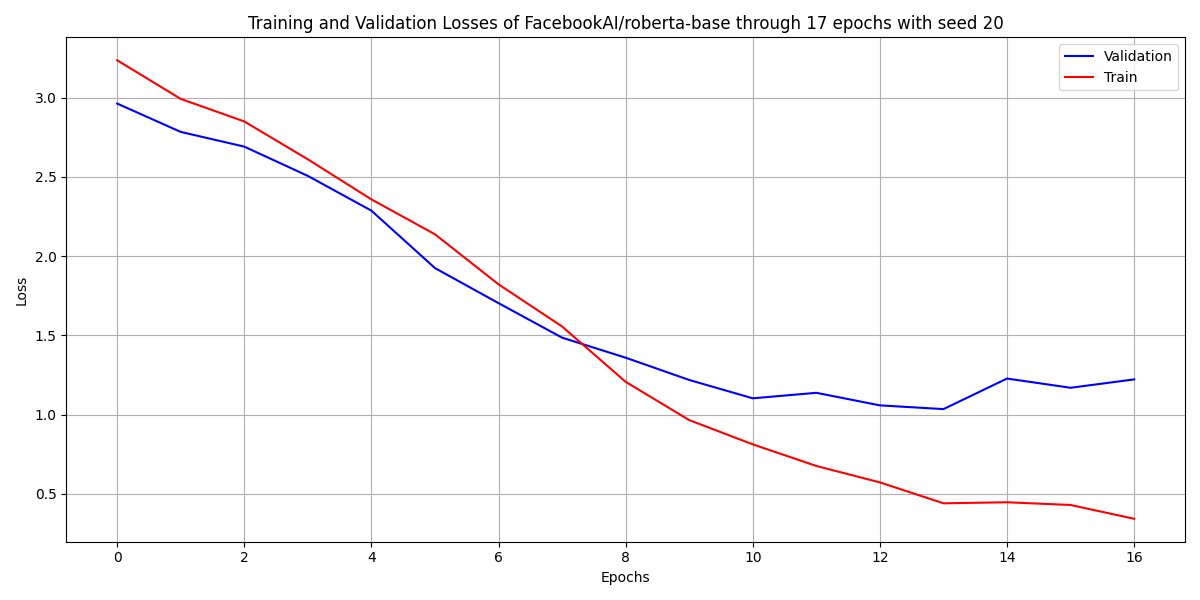 Training and Validation Losses of FacebookAI/roberta-base through 17 epochs with seed 20
Validation
Train
3.0
2.5
2.0
1.5
1.0
0.5
Loss
0 2 4 6 8 10 12 14 16
Epochs